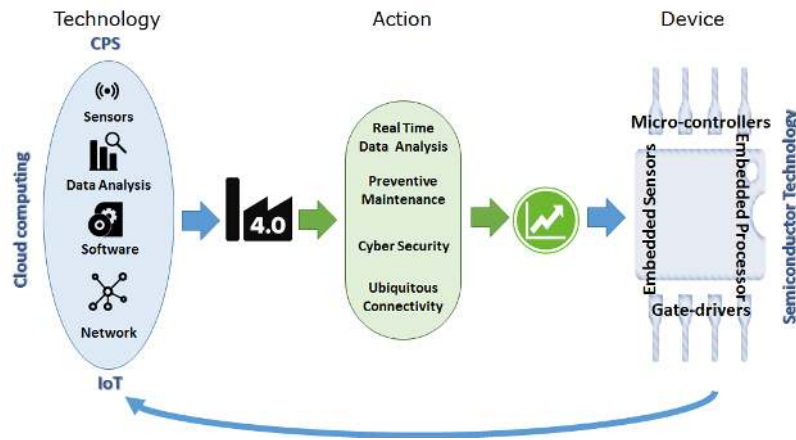 Technology
Action
Device
CPS
Sensors
Data Analysis
Software
Network
IoT
Cloud computing
4.0
Real Time
Data Analysis
Preventive
Maintenance
Cyber Security
Ubiquitous
Connectivity
Micro-controllers
Embedded Sensors
Embedded Processor
Gate-drivers
Semiconductor Technology